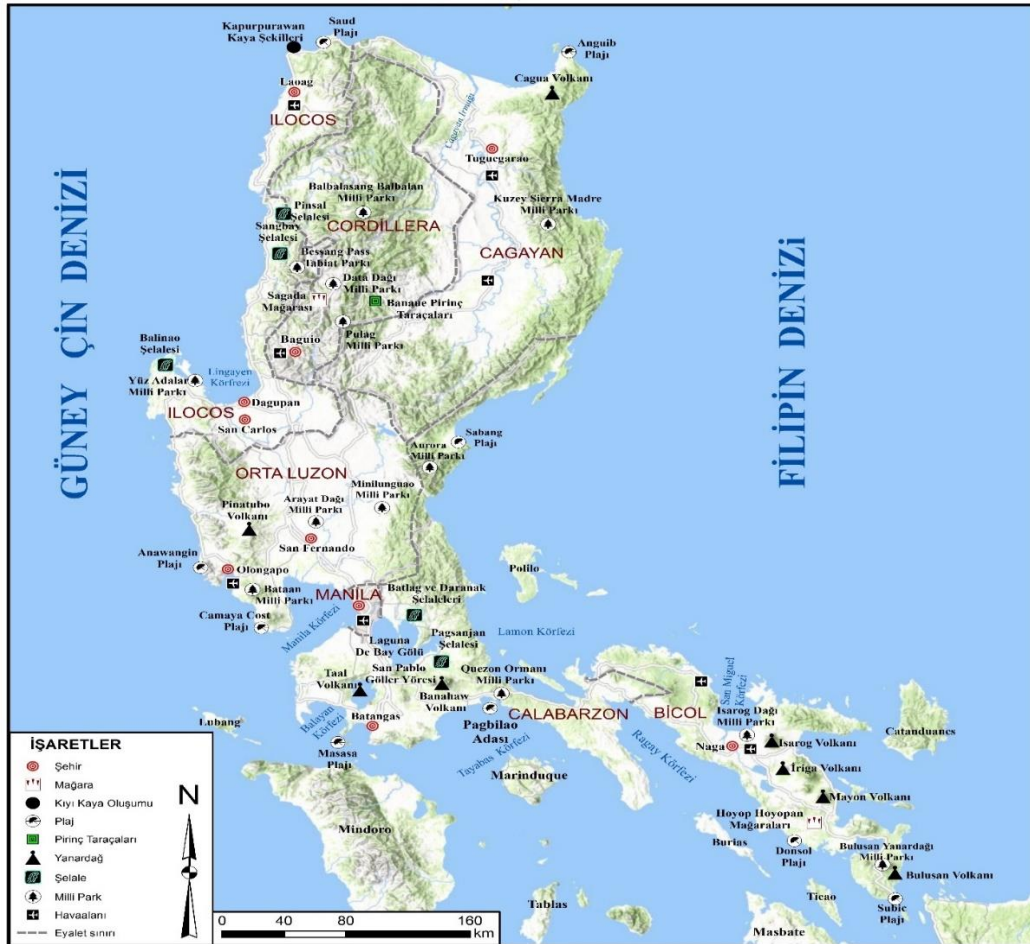 Kapurpurawan
Kaya Şekilleri
Saud
Plajı
Anguib Plajı
Cagua Volkanı
Laoag
ILOCOS
Cagayan Irmağı
Tuguegarao
Balbalasang Balbalan
Milli Parkı
Kuzey Sierra Madre
Milli Parkı
Pinsal
Şelalesi
CORDİLLERA
Sangbay
Şelalesi
CAGAYAN
Bessang Pass
Tabiat Parkı
Data Dağı
Milli Parkı
Sagada
Mağarası
Banaue Pirinç
Taraçaları
Pulag
Milli Parkı
Baguio
GÜNEY ÇİN DENİZİ
FİLİPİN DENİZİ
Balinao
Şelalesi
Lingayen
Körfrezi
Yüz Adalar
Milli Parkı
ILOCOS
Dagupan
San Carlos
Sabang
Plajı
Aurora
Milli Parkı
ORTA LUZON
Minilunguao
Milli Parkı
Arayat Dağı
Milli Parkı
Pinatubo
Volkanı
San Fernando
Anawangin
Plajı
Olongapo
Bataan
Milli Parkı
Polilo
MANİLA
Batlag ve Daranak
Şelaleleri
Camaya Cost
Plajı
Manila Körfezi
Laguna
De Bay Gölü
Pagsanjan
Şelalesi
Lamon Körfezi
San Pablo
Göller Yöresi
Quezon Ormanı
Milli Parkı
Taal
Volkanı
Banahaw
Volkanı
San Miguel
Körfezi
CALABARZON
BİCOL
Isarog Dağı
Milli Parkı
Catanduanes
Lubang
Balayan
Körfezi
Batangas
Pagbilao
Adası
Naga
Isarog Volkanı
Masasa
Plajı
Tayabas Körfezi
Ragay Körfezi
İriga Volkanı
Marinduque
Mayon Volkanı
Mindoro
Hoyop Hoyopan
Mağaraları
Burias
Donsol
Plajı
Bulusan Yanardağı
Milli Parkı
Bulusan Volkanı
Ticao
Subic
Plajı
Tablas
Masbate
İŞARETLER
Şehir
Mağara
Kıyı Kaya Oluşumu
Plaj
Pirinç Taraçaları
Yanardağ
Şelale
Milli Park
Havaalanı
Eyalet sınırı
N
0 40 80 160
km